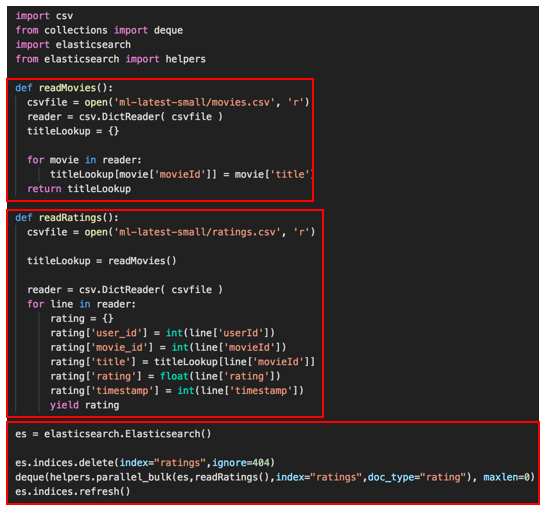 import csv
from collections import deque
import elasticsearch
from elasticsearch import helpers
def readMovies():
csvfile = open('ml-latest-small/movies.csv', 'r')
reader = csv.DictReader( csvfile )
titleLookup = {}
for movie in reader:
titleLookup[movie['movieId']] = movie['title'
return titleLookup
def readRatings():
csvfile = open('ml-latest-small/ratings.csv', 'r')
titleLookup = readMovies()
reader = csv.DictReader( csvfile )
for line in reader:
rating = {}
rating['user_id'] = int(line['userId'])
rating['movie_id'] = int(line['movieId'])
rating['title'] = titleLookup[line['movieId']]
rating['rating'] = float(line['rating'])
rating['timestamp'] = int(line['timestamp'])
yield rating
es = elasticsearch.Elasticsearch()
es.indices.delete(index="ratings",ignore=404)
deque(helpers.parallel_bulk(es,readRatings(),index="ratings",doc_type="rating"), maxlen=0)
es.indices.refresh()